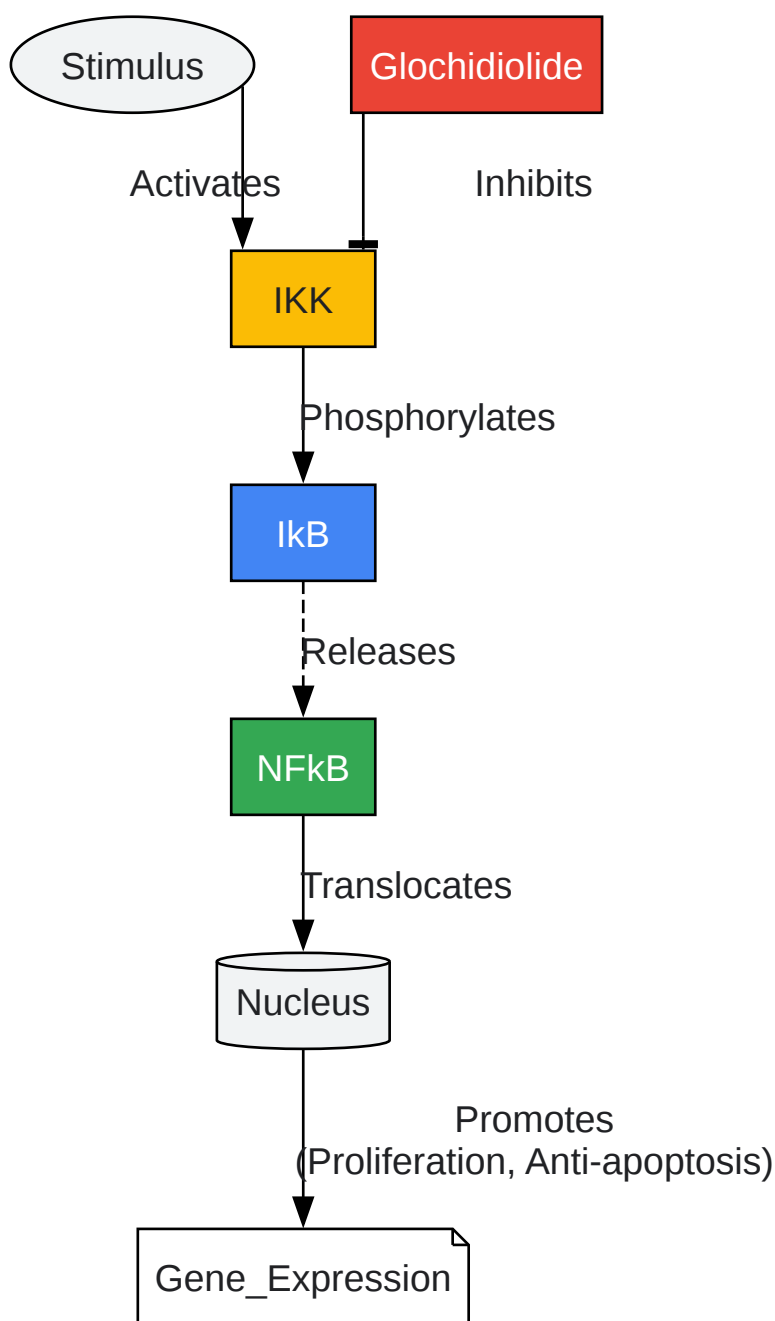 Stimulus
Glochidiolide
Activates
Inhibits
IKK
Phosphorylates
IkB
Releases
NFkB
Translocates
Nucleus
Promotes
(Proliferation, Anti-apoptosis)
Gene_Expression